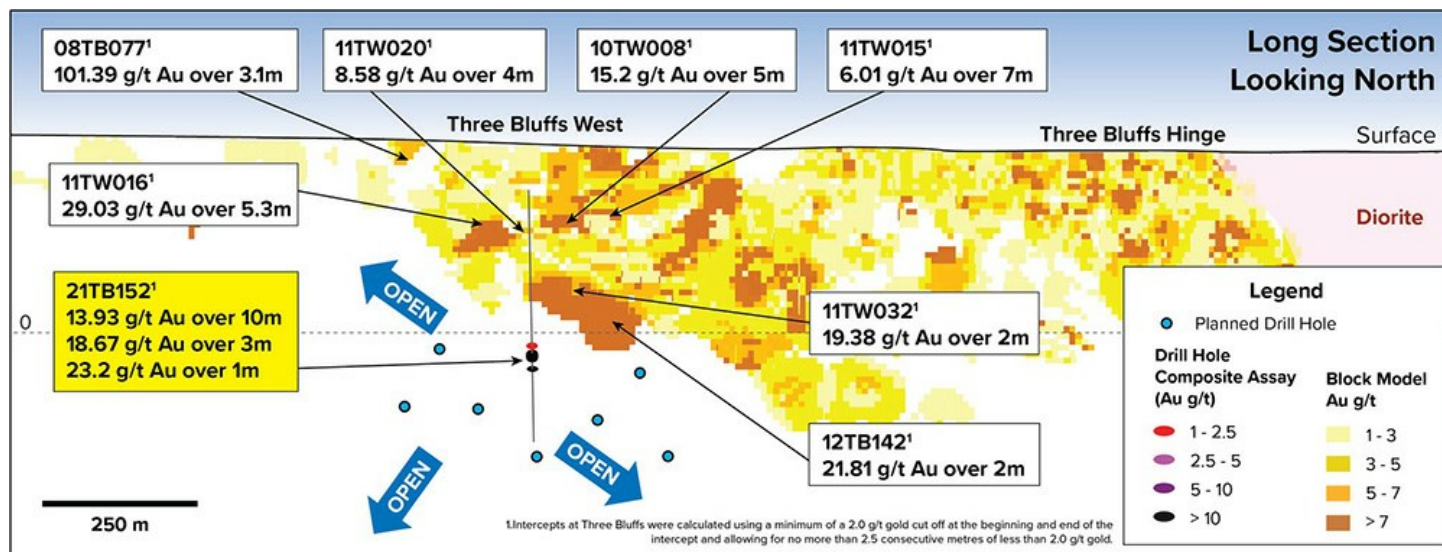 08TB077¹
101.39 g/t Au over 3.1m
11TW020¹
8.58 g/t Au over 4m
10TW008¹
15.2 g/t Au over 5m
11TW015¹
6.01 g/t Au over 7m
Long Section
Looking North
Three Bluffs West
Three Bluffs Hinge
Surface
11TW016¹
29.03 g/t Au over 5.3m
Diorite
21TB152¹
13.93 g/t Au over 10m
18.67 g/t Au over 3m
23.2 g/t Au over 1m
OPEN
0
11TW032¹
19.38 g/t Au over 2m
12TB142¹
21.81 g/t Au over 2m
OPEN
OPEN
250 m
Legend
Planned Drill Hole
Drill Hole
Composite Assay
(Au g/t)
1 - 2.5
2.5 - 5
5 - 10
> 10
Block Model
Au g/t
1 - 3
3 - 5
5 - 7
> 7
1.Intercepts at Three Bluffs were calculated using a minimum of a 2.0 g/t gold cut off at the beginning and end of the
intercept and allowing for no more than 2.5 consecutive metres of less than 2.0 g/t gold.